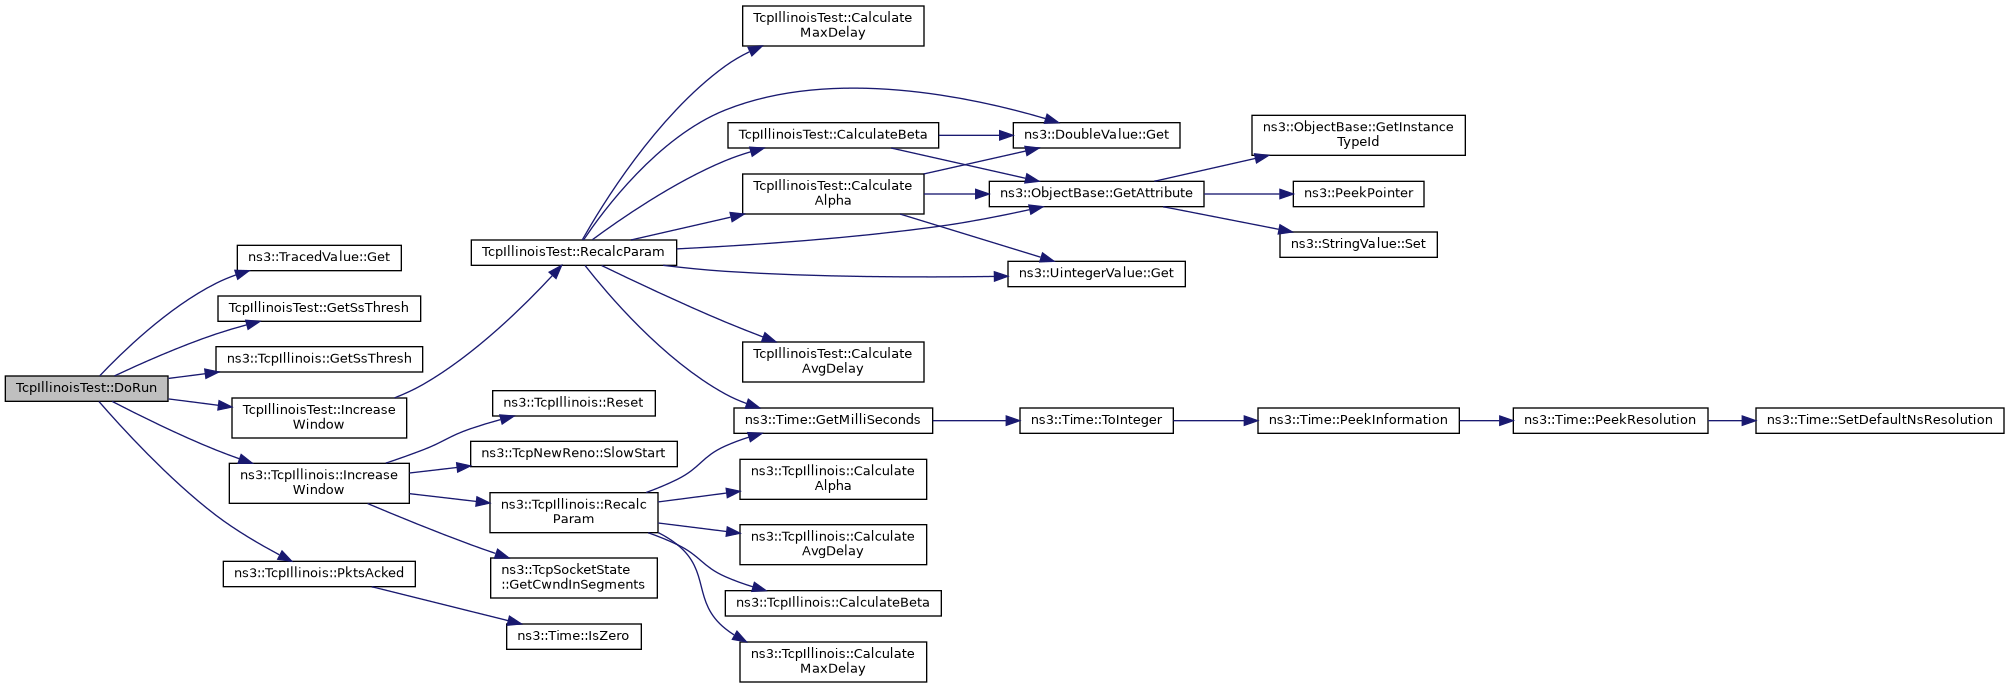 TcpIllinoisTest::DoRun
ns3::TracedValue::Get
TcpIllinoisTest::GetSsThresh
ns3::TcpIllinois::GetSsThresh
TcpIllinoisTest::Increase
Window
ns3::TcpIllinois::Increase
Window
ns3::TcpIllinois::PktsAcked
TcpIllinoisTest::RecalcParam
ns3::TcpIllinois::Reset
ns3::TcpNewReno::SlowStart
ns3::TcpIllinois::Recalc
Param
ns3::TcpSocketState
::GetCwndInSegments
ns3::Time::IsZero
TcpIllinoisTest::Calculate
MaxDelay
TcpIllinoisTest::CalculateBeta
TcpIllinoisTest::Calculate
Alpha
TcpIllinoisTest::Calculate
AvgDelay
ns3::Time::GetMilliSeconds
ns3::TcpIllinois::Calculate
Alpha
ns3::TcpIllinois::Calculate
AvgDelay
ns3::TcpIllinois::CalculateBeta
ns3::TcpIllinois::Calculate
MaxDelay
ns3::DoubleValue::Get
ns3::ObjectBase::GetAttribute
ns3::UintegerValue::Get
ns3::Time::ToInteger
ns3::ObjectBase::GetInstance
TypeId
ns3::PeekPointer
ns3::StringValue::Set
ns3::Time::PeekInformation
ns3::Time::PeekResolution
ns3::Time::SetDefaultNsResolution